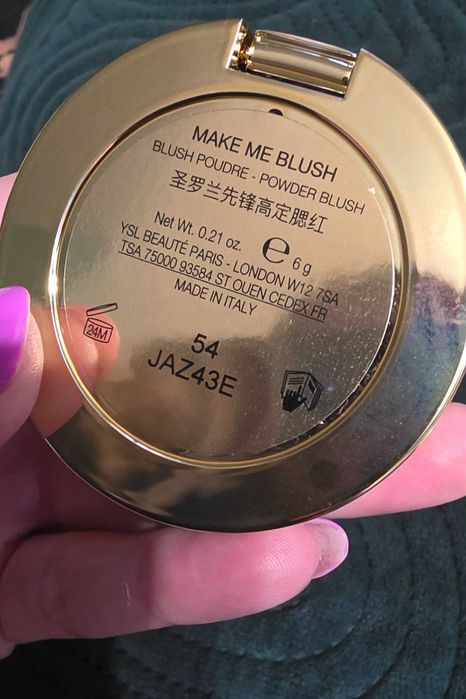 MAKE ME BLUSH
BLUSH POUDRE - POWDER BLUSH
圣罗兰先锋高定腮红
Net Wt. 0.21 oz. e 6 g
YSL BEAUTÉ PARIS - LONDON W12 7SA
TSA 75000 93584 ST OUEN CEDEX FR
MADE IN ITALY
24M
54
JAZ43E